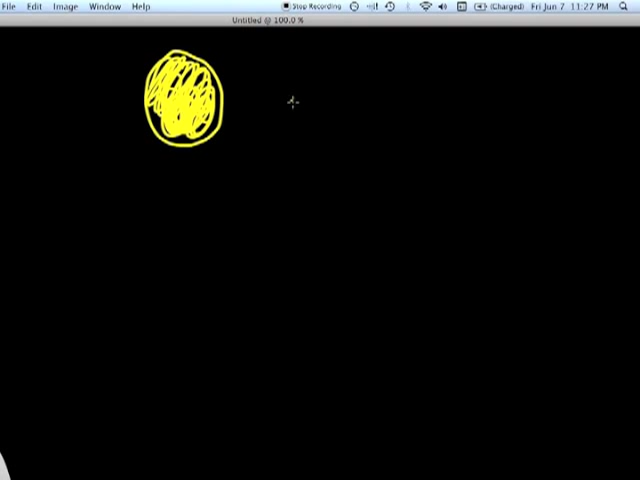 File Edit Image Window Help Stop Recording (Charged) Fri Jun 7 11:27 PM
Untitled @ 100.0 %